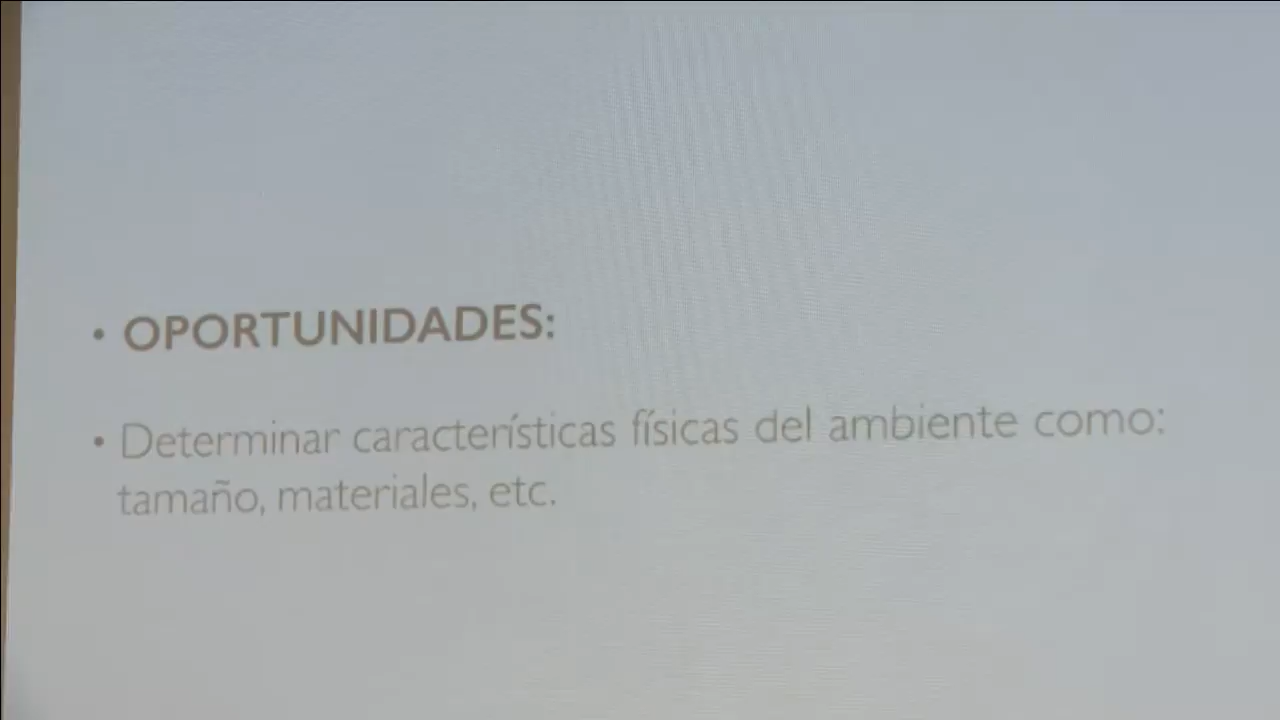 • OPORTUNIDADES:
• Determinar características físicas del ambiente como:
tamaño, materiales, etc.